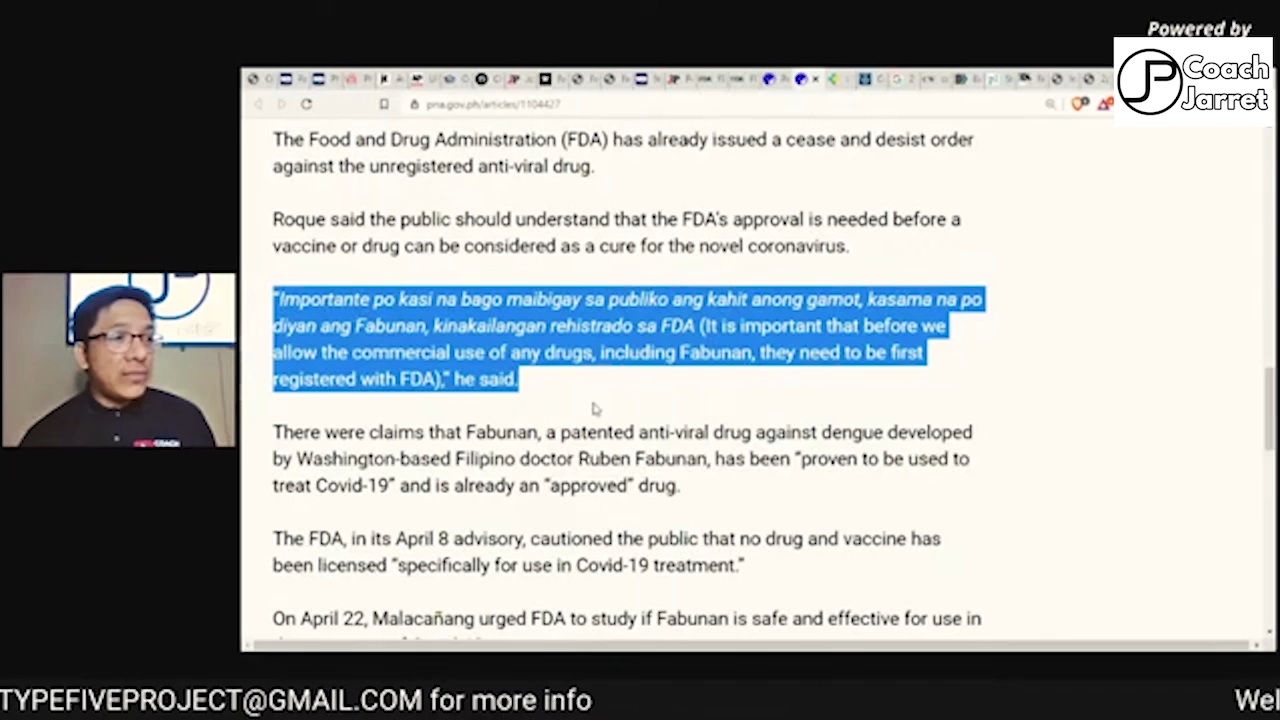 Powered by
JP
Coach
Jarret
pna.gov.ph/articles/1104427
The Food and Drug Administration (FDA) has already issued a cease and desist order
against the unregistered anti-viral drug.
Roque said the public should understand that the FDA's approval is needed before a
vaccine or drug can be considered as a cure for the novel coronavirus.
"Importante po kasi na bago maibigay sa publiko ang kahit anong gamot, kasama na po
diyan ang Fabunan, kinakailangan rehistrado sa FDA (It is important that before we
allow the commercial use of any drugs, including Fabunan, they need to be first
registered with FDA)," he said.
There were claims that Fabunan, a patented anti-viral drug against dengue developed
by Washington-based Filipino doctor Ruben Fabunan, has been "proven to be used to
treat Covid-19" and is already an "approved" drug.
The FDA, in its April 8 advisory, cautioned the public that no drug and vaccine has
been licensed "specifically for use in Covid-19 treatment."
On April 22, Malacañang urged FDA to study if Fabunan is safe and effective for use in
TYPEFIVEPROJECT@GMAIL.COM for more info
Wel